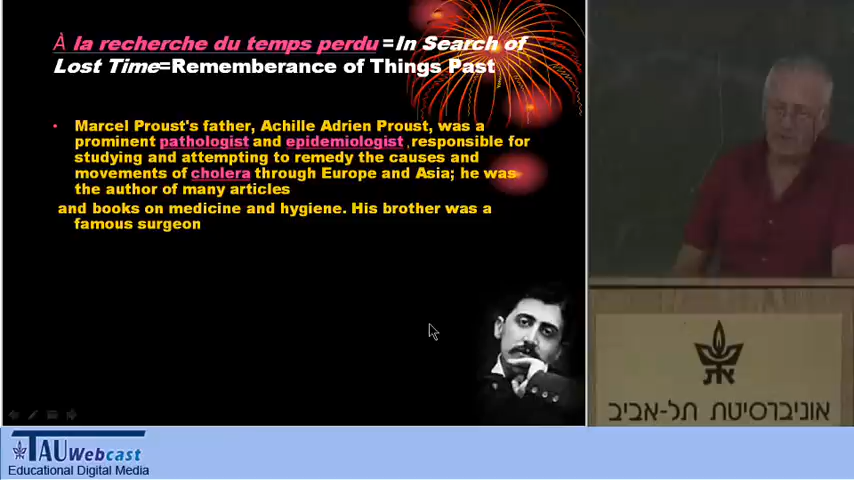 À la recherche du temps perdu =In Search of
Lost Time=Rememberance of Things Past
• Marcel Proust's father, Achille Adrien Proust, was a
prominent pathologist and epidemiologist ,responsible for
studying and attempting to remedy the causes and
movements of cholera through Europe and Asia; he was
the author of many articles
and books on medicine and hygiene. His brother was a
famous surgeon
אוניברסיטת תל-אביב
TAU Webcast
Educational Digital Media